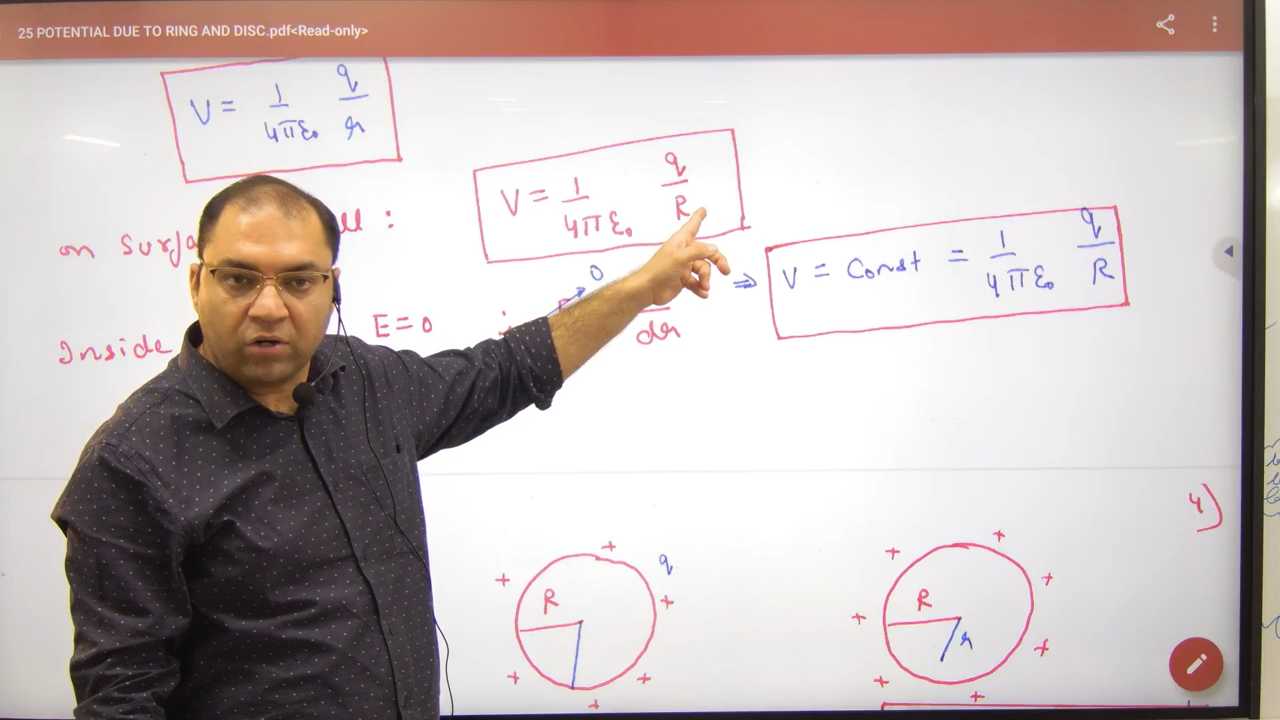 25 POTENTIAL DUE TO RING AND DISC.pdf<Read-only>
V = 1/4πε₀ q/r
on Surfa ll :
V = 1/4πε₀ q/R
Inside E = 0
0
dr
⇒ V = Const = 1/4πε₀ q/R
4)
+ + q
R +
+ + +
+ + +
+ R r +
+ + +